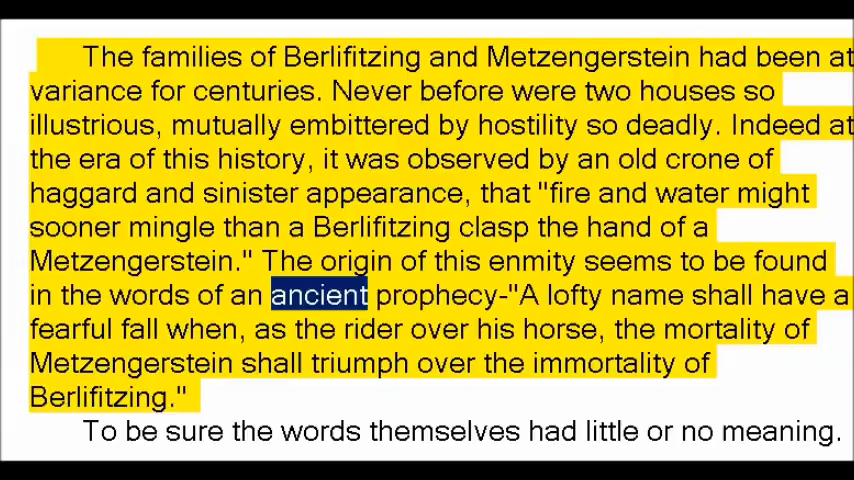 The families of Berlifitzing and Metzengerstein had been at
variance for centuries. Never before were two houses so
illustrious, mutually embittered by hostility so deadly. Indeed at
the era of this history, it was observed by an old crone of
haggard and sinister appearance, that "fire and water might
sooner mingle than a Berlifitzing clasp the hand of a
Metzengerstein." The origin of this enmity seems to be found
in the words of an ancient prophecy-"A lofty name shall have a
fearful fall when, as the rider over his horse, the mortality of
Metzengerstein shall triumph over the immortality of
Berlifitzing."
To be sure the words themselves had little or no meaning.